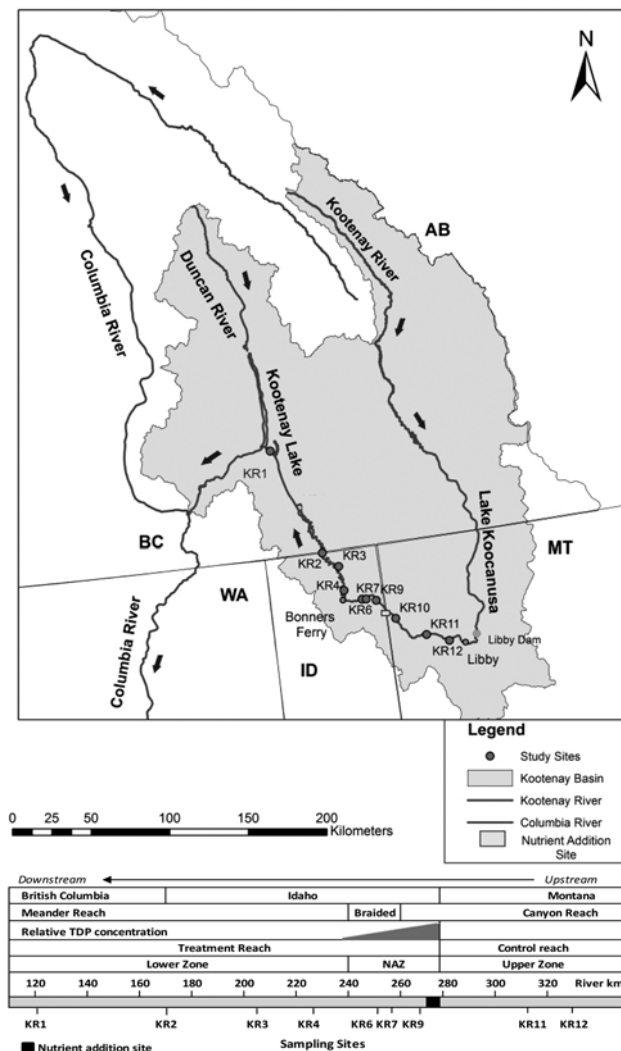 N
AB
Kootenay River
Columbia River
Duncan River
Kootenay Lake
KR1
Lake Koocanusa
BC
KR2
KR3
MT
WA
KR4
KR7
KR9
KR6
KR10
Bonners
Ferry
KR11
Libby Dam
KR12
Libby
Columbia River
ID
Legend
Study Sites
Kootenay Basin
Kootenay River
Columbia River
Nutrient Addition
Site
0 25 50 100 150 200
Kilometers
Downstream Upstream
British Columbia Idaho Montana
Meander Reach Braided Canyon Reach
Relative TDP concentration
Treatment Reach Control reach
Lower Zone NAZ Upper Zone
120 140 160 180 200 220 240 260 280 300 320 River km
KR1 KR2 KR3 KR4 KR6 KR7 KR9 KR11 KR12
Nutrient addition site Sampling Sites